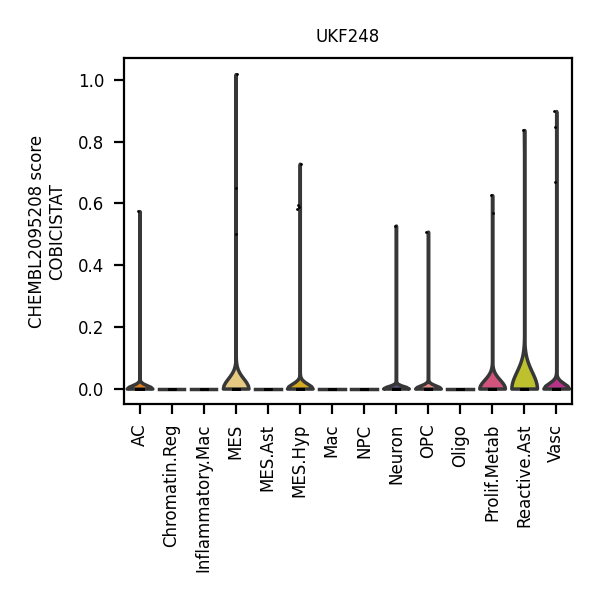 UKF248
CHEMBL2095208 score
COBICISTAT
1.0
0.8
0.6
0.4
0.2
0.0
AC
Chromatin.Reg
Inflammatory.Mac
MES
MES.Ast
MES.Hyp
Mac
NPC
Neuron
OPC
Oligo
Prolif.Metab
Reactive.Ast
Vasc